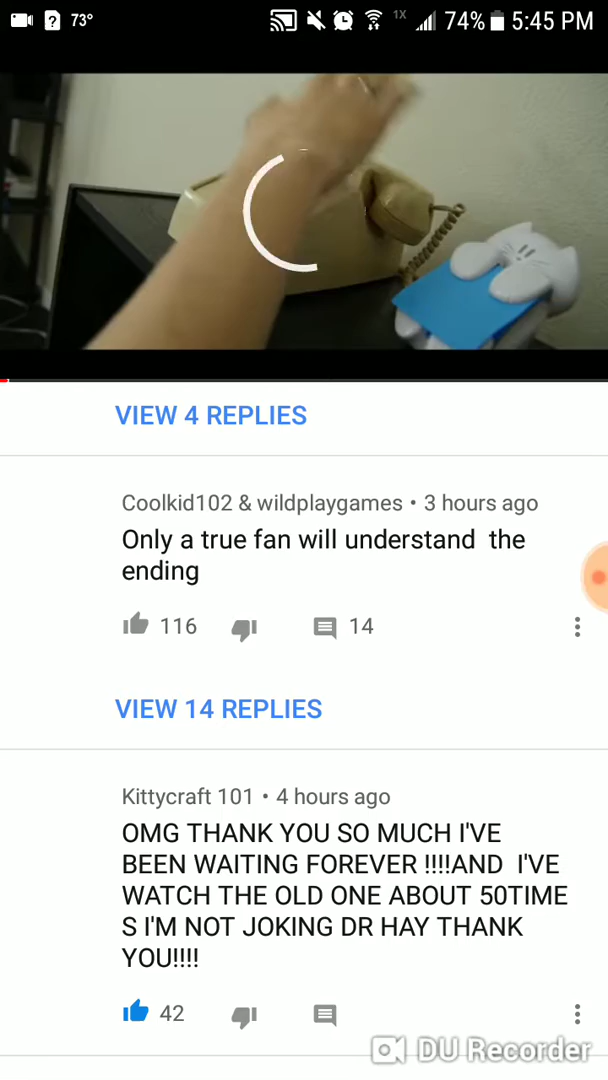 73° 1X 74% 5:45 PM
VIEW 4 REPLIES
Coolkid102 & wildplaygames • 3 hours ago
Only a true fan will understand the
ending
116 14
VIEW 14 REPLIES
Kittycraft 101 • 4 hours ago
OMG THANK YOU SO MUCH I'VE
BEEN WAITING FOREVER !!!!AND I'VE
WATCH THE OLD ONE ABOUT 50TIME
S I'M NOT JOKING DR HAY THANK
YOU!!!!
42
DU Recorder